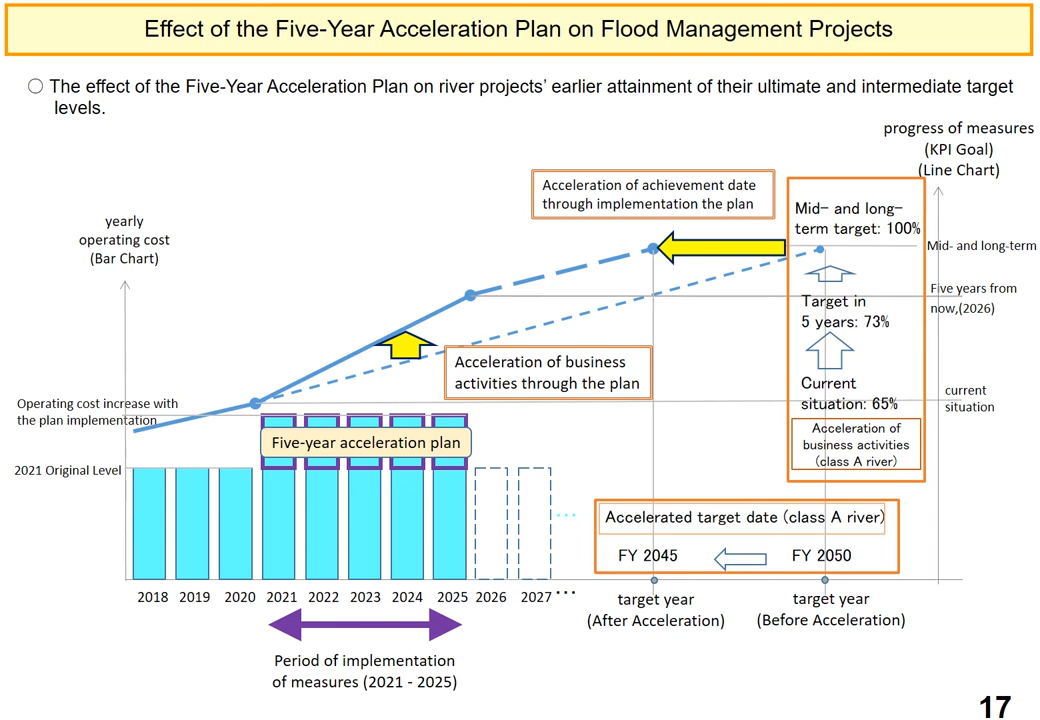 Effect of the Five-Year Acceleration Plan on Flood Management Projects
○ The effect of the Five-Year Acceleration Plan on river projects' earlier attainment of their ultimate and intermediate target
levels.
progress of measures
(KPI Goal)
(Line Chart)
Acceleration of achievement date
through implementation the plan
Mid- and long-
term target: 100%
yearly
operating cost
(Bar Chart)
Mid- and long-term
Five years from
now,(2026)
Target in
5 years: 73%
Acceleration of business
activities through the plan
Current
situation: 65%
current
situation
Operating cost increase with
the plan implementation
Acceleration of
business activities
(class A river)
Five-year acceleration plan
2021 Original Level
Accelerated target date (class A river)
FY 2045
FY 2050
2018 2019 2020 2021 2022 2023 2024 2025 2026 2027 ...
target year
(After Acceleration)
target year
(Before Acceleration)
Period of implementation
of measures (2021 - 2025)
17